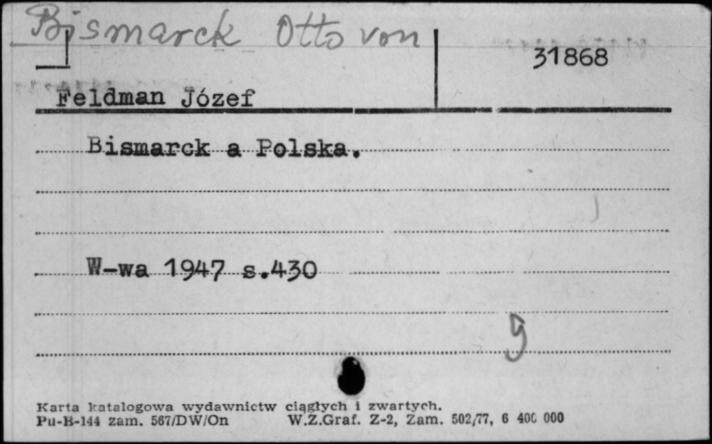 Bismarck Otto von
31868
Feldman Józef
Bismarck a Polska.
W-wa 1947 s.430
g
Karta katalogowa wydawnictw ciągłych i zwartych.
Pu-B-144 zam. 567/DW/On W.Z.Graf. Z-2, Zam. 502/77, 6 400 000